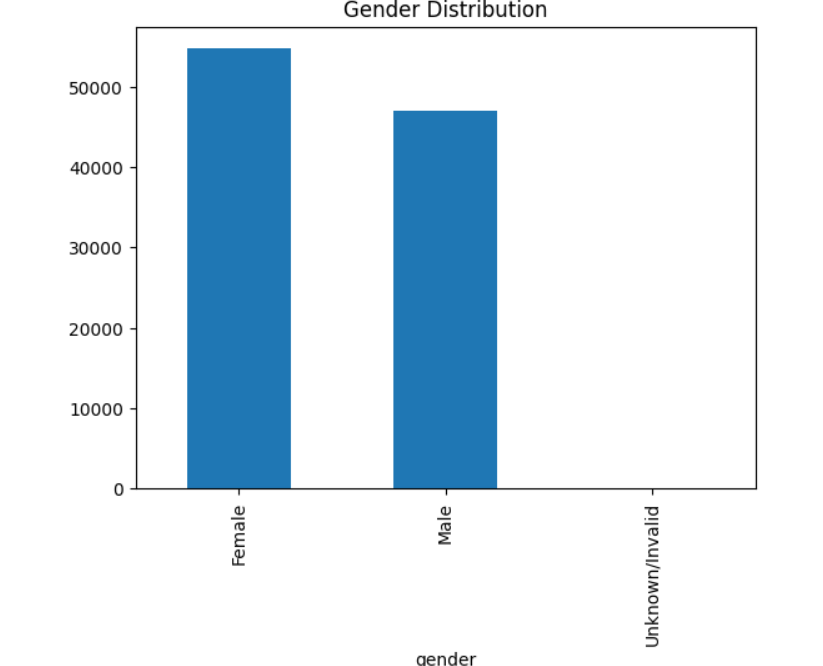 Gender Distribution
50000
40000
30000
20000
10000
0
Female
Male
Unknown/Invalid
gender